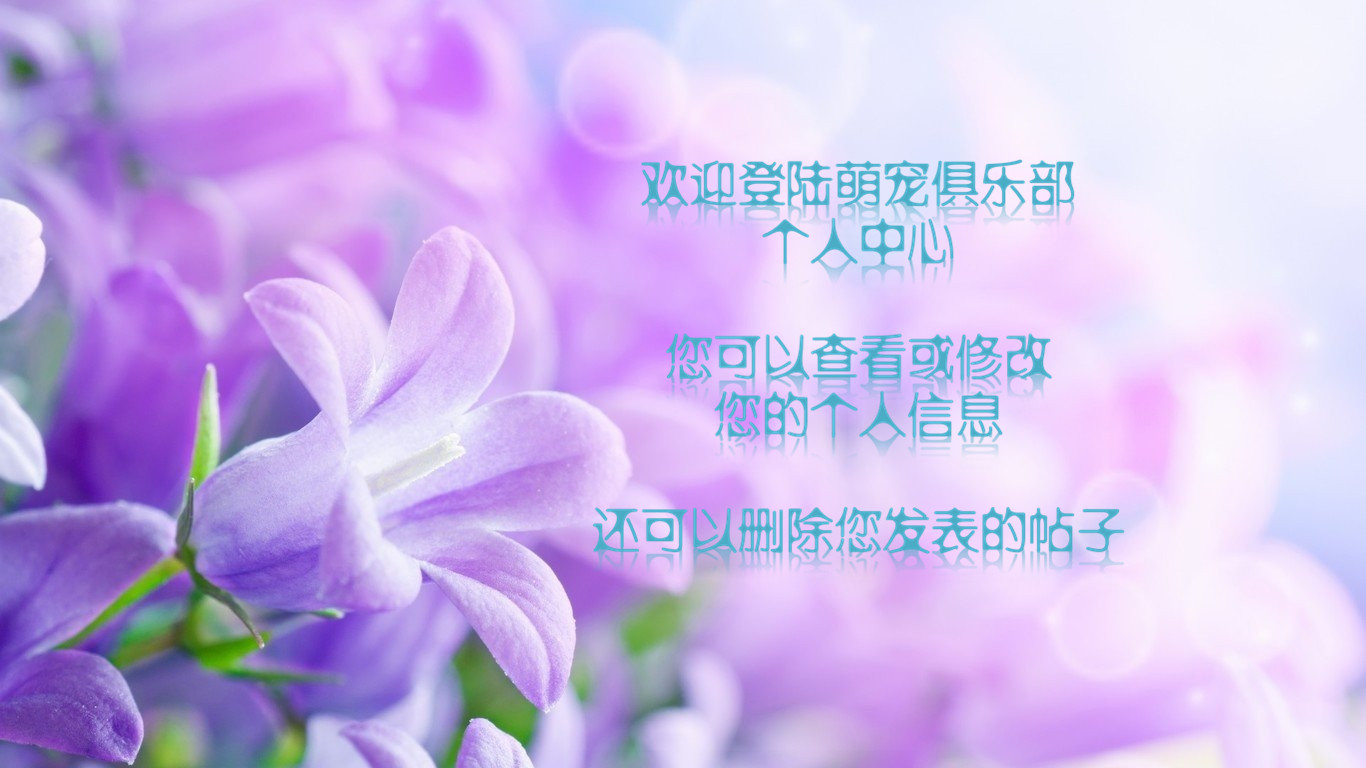 欢迎登陆萌宠俱乐部
个人中心
您可以查看或修改
您的个人信息
还可以删除您发表的帖子